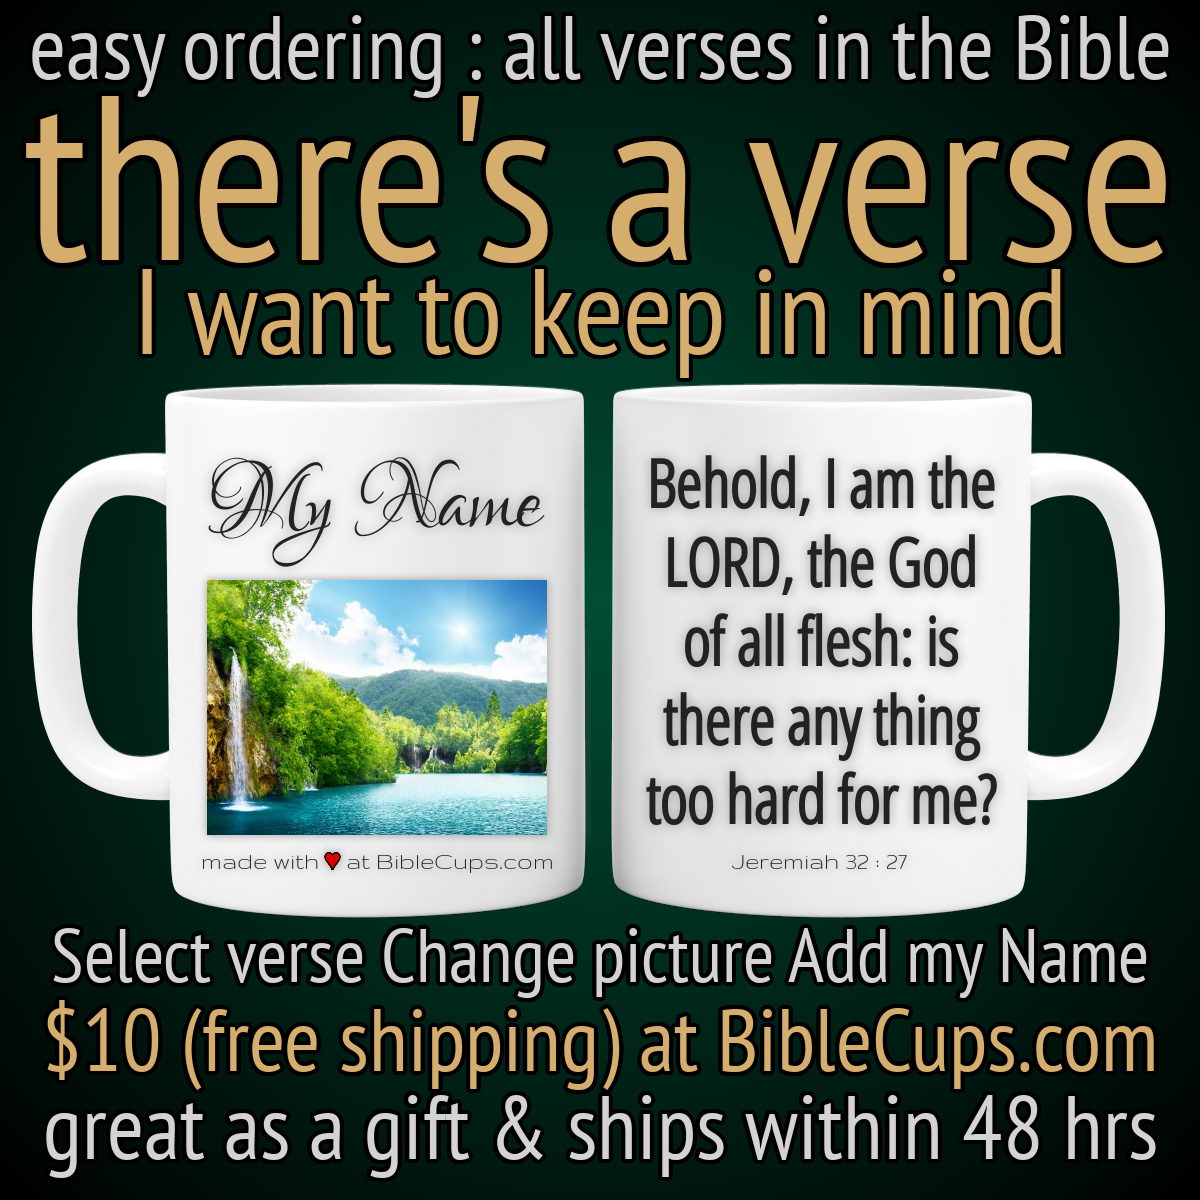 easy ordering : all verses in the Bible
there's a verse
I want to keep in mind
My Name
made with ♥ at BibleCups.com
Behold, I am the
LORD, the God
of all flesh: is
there any thing
too hard for me?
Jeremiah 32 : 27
Select verse Change picture Add my Name
$10 (free shipping) at BibleCups.com
great as a gift & ships within 48 hrs